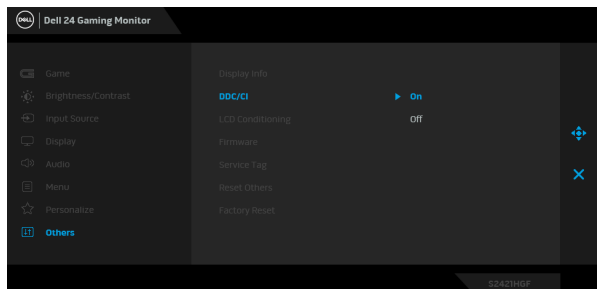 DELL Dell 24 Gaming Monitor
Game
Brightness/Contrast
Input Source
Display
Audio
Menu
Personalize
Others
Display Info
DDC/CI
On
LCD Conditioning
Off
Firmware
Service Tag
Reset Others
Factory Reset
S2421HGF